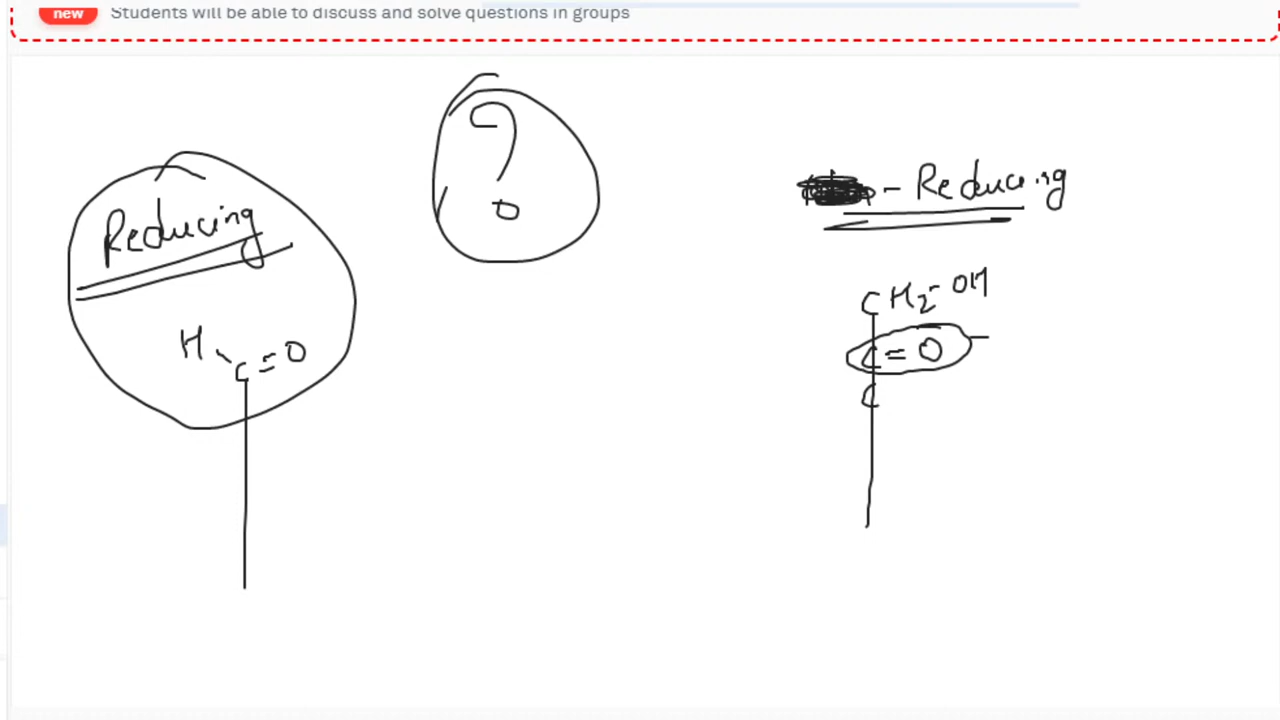 new Students will be able to discuss and solve questions in groups
?
Reducing
- Reducing
H
C = O
CH2-OH
C = O
C